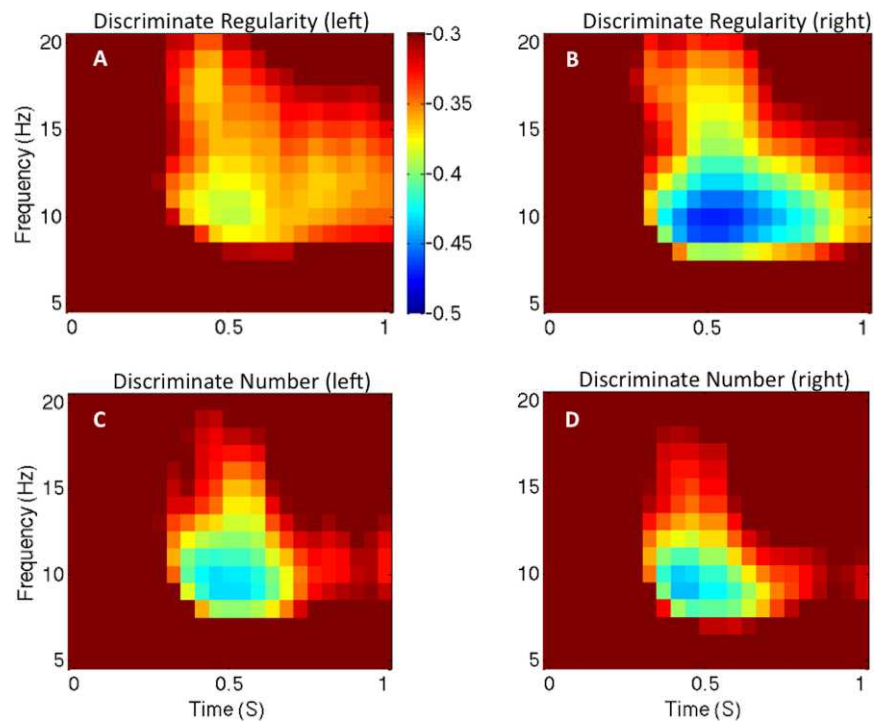 Discriminate Regularity (left)
Discriminate Regularity (right)
A
B
Frequency (Hz)
20
15
10
5
0
0.5
1
-0.3
-0.35
-0.4
-0.45
-0.5
20
15
10
5
0
0.5
1
Discriminate Number (left)
Discriminate Number (right)
C
D
Frequency (Hz)
20
15
10
5
0
0.5
1
Time (S)
20
15
10
5
0
0.5
1
Time (S)